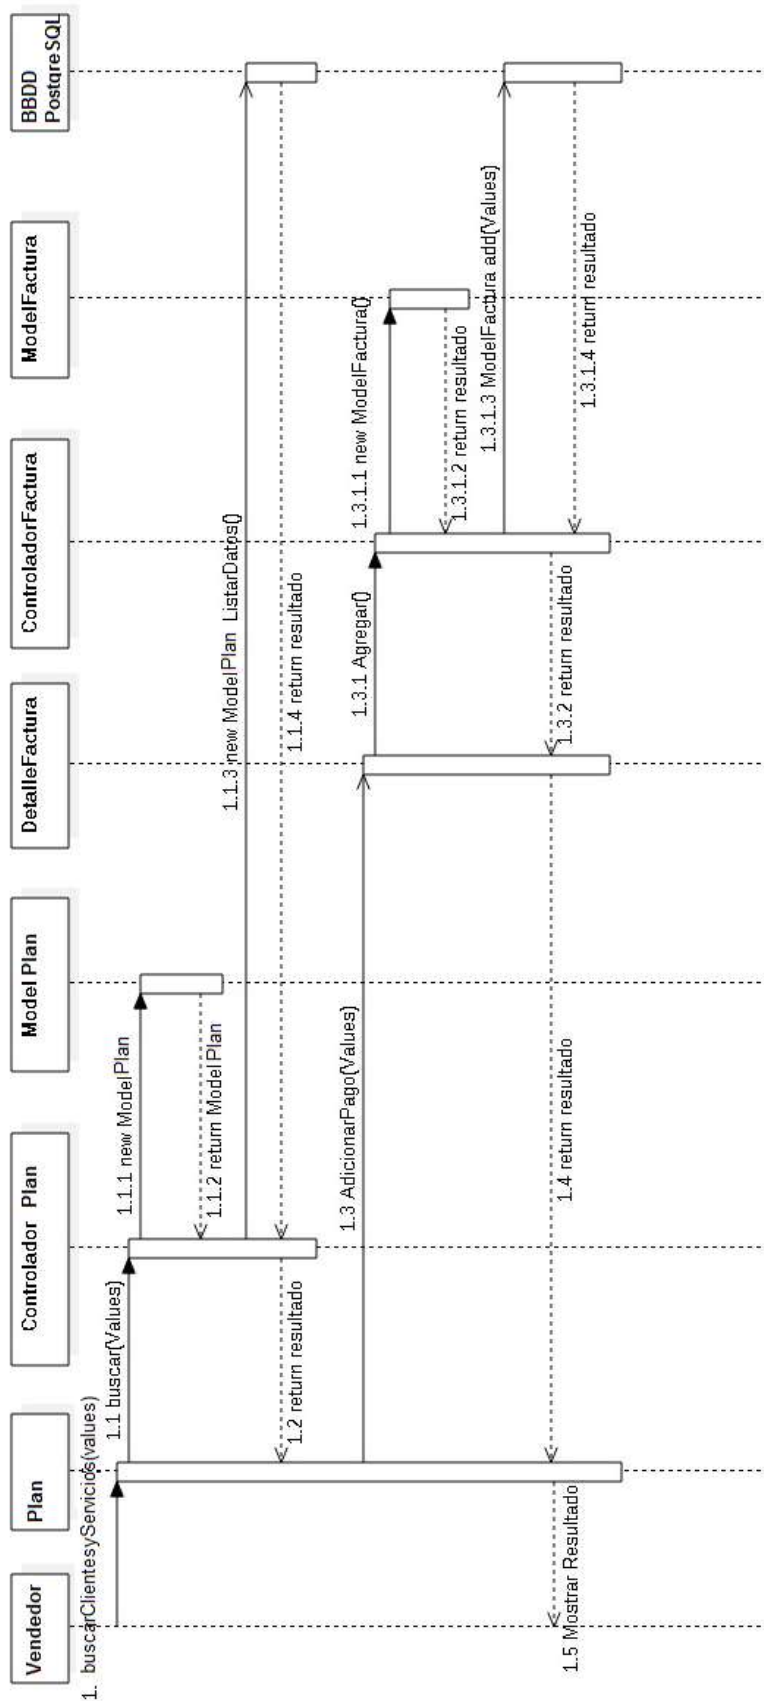 Vendedor
Plan
Controlador Plan
Model Plan
DetalleFactura
ControladorFactura
ModelFactura
BBDD
PostgreSQL
1. buscarClientesyServicios(values)
1.1 buscar(Values)
1.1.1 new ModelPlan
1.1.2 return ModelPlan
1.1.3 new ModelPlan ListarDatos()
1.1.4 return resultado
1.2 return resultado
1.3 AdicionarPago(Values)
1.3.1 Agregar()
1.3.1.1 new ModelFactura()
1.3.1.2 return resultado
1.3.1.3 ModelFactura add(Values)
1.3.1.4 return resultado
1.3.2 return resultado
1.4 return resultado
1.5 Mostrar Resultado